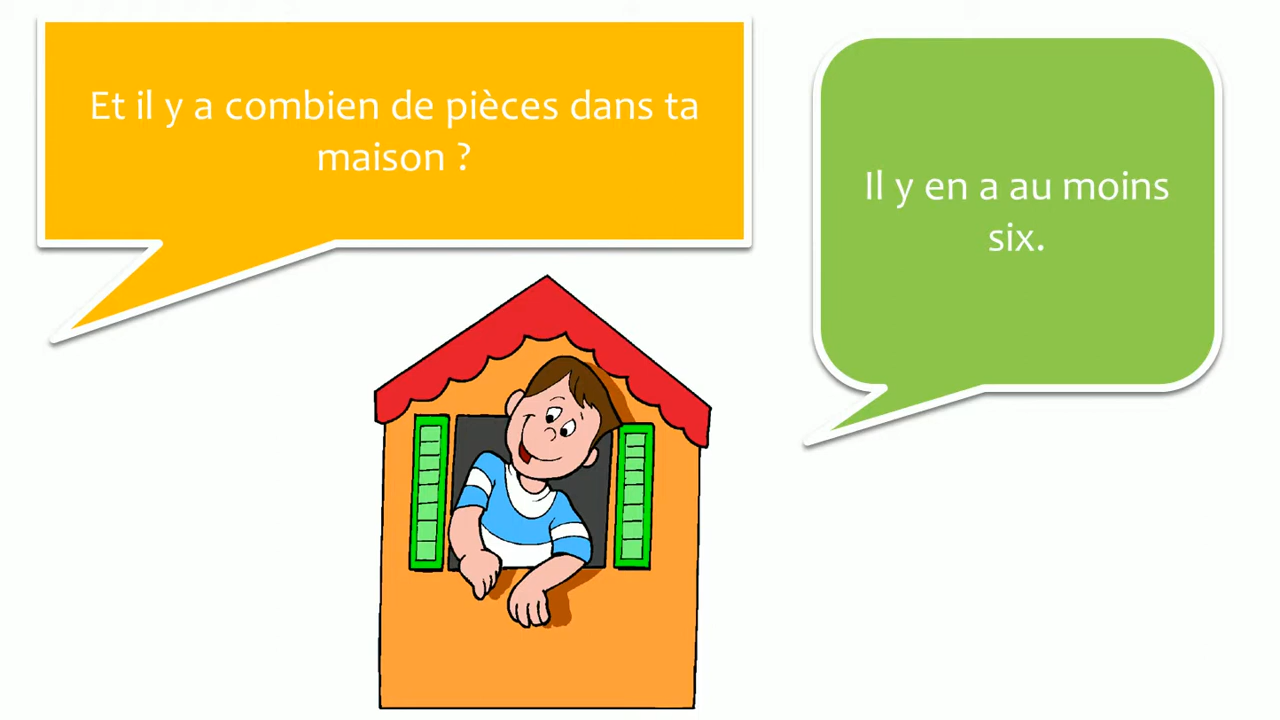 Et il y a combien de pièces dans ta
maison ?
Il y en a au moins
six.